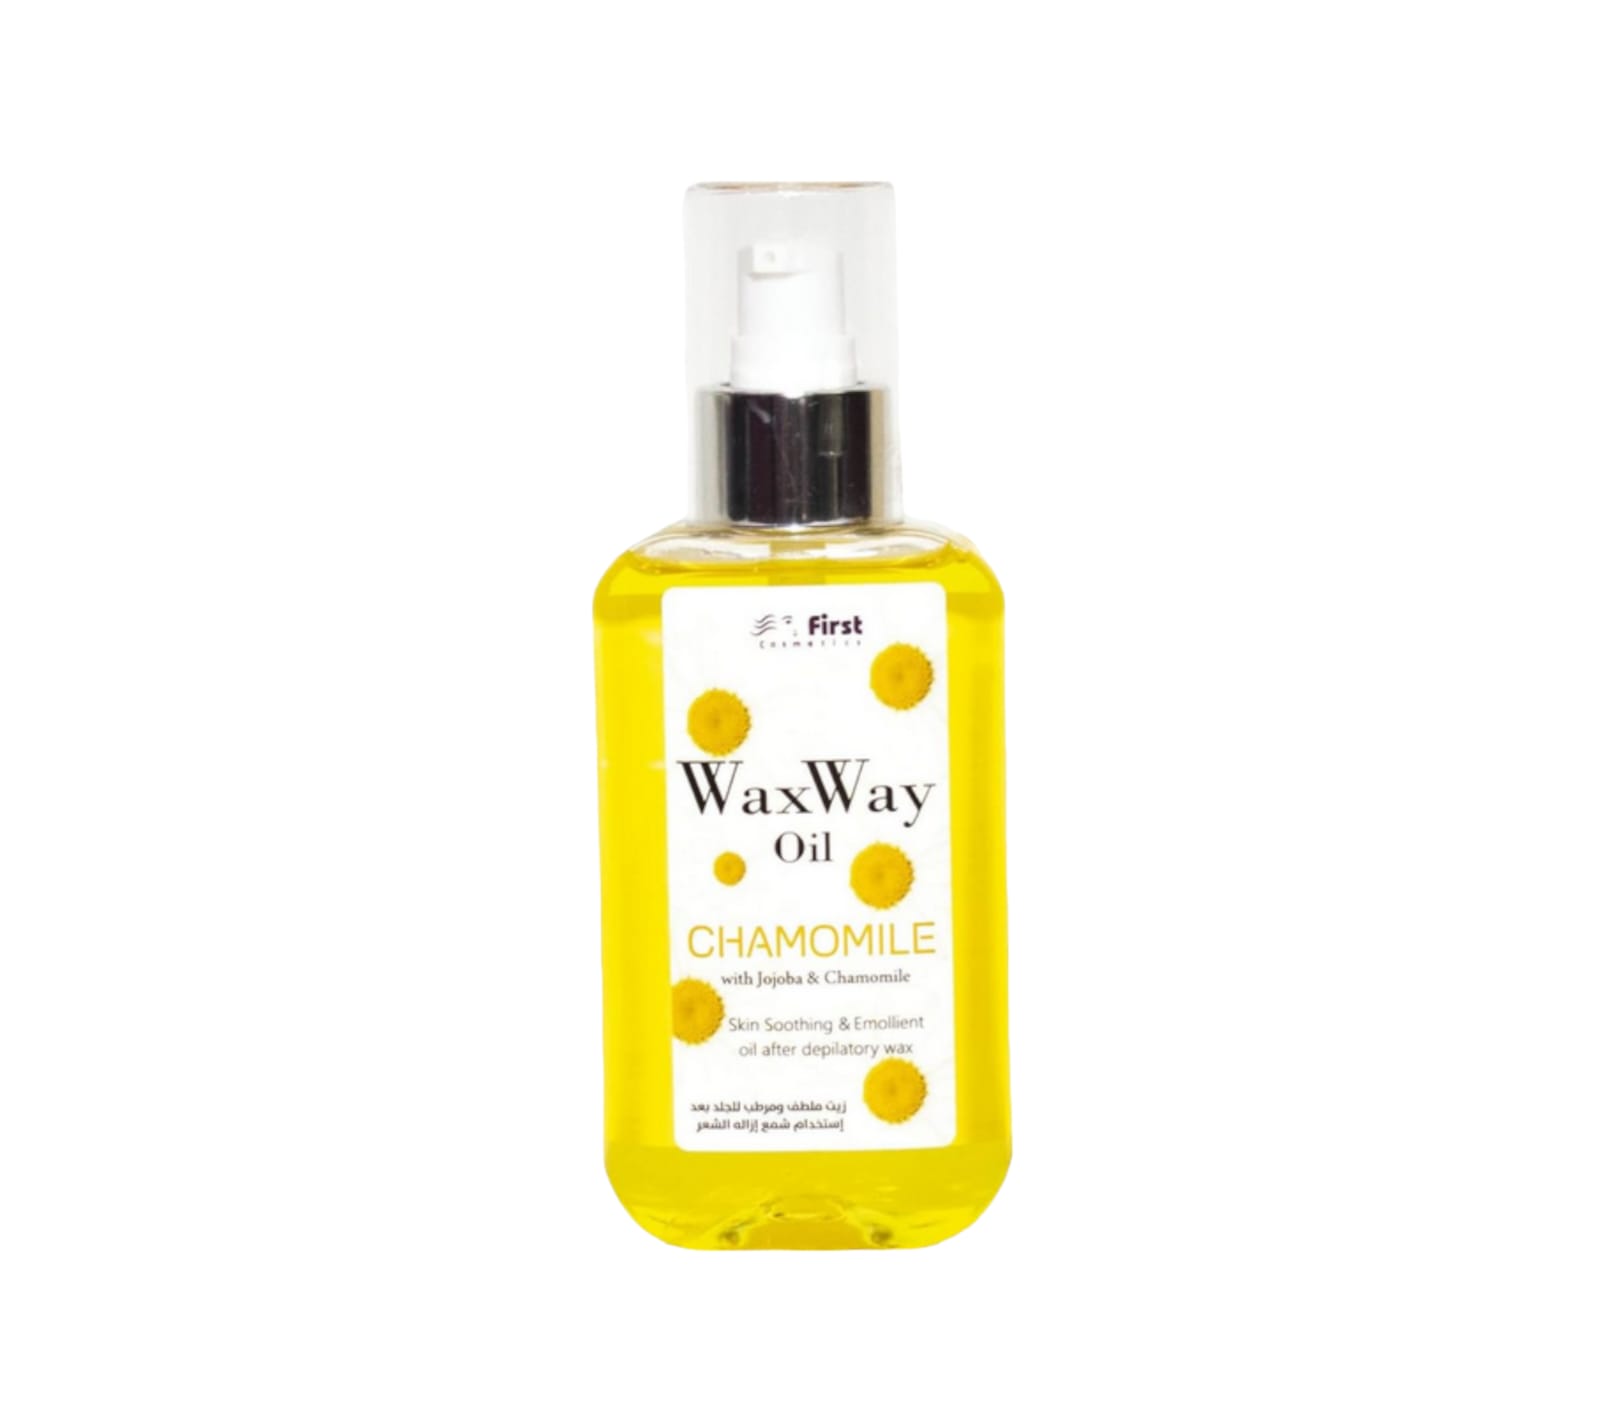 First
Cosmetics
WaxWay
Oil
CHAMOMILE
with Jojoba & Chamomile
Skin Soothing & Emollient
oil after depilatory wax
زيت ملطف ومرطب للجلد بعد
إستخدام شمع إزاله الشعر